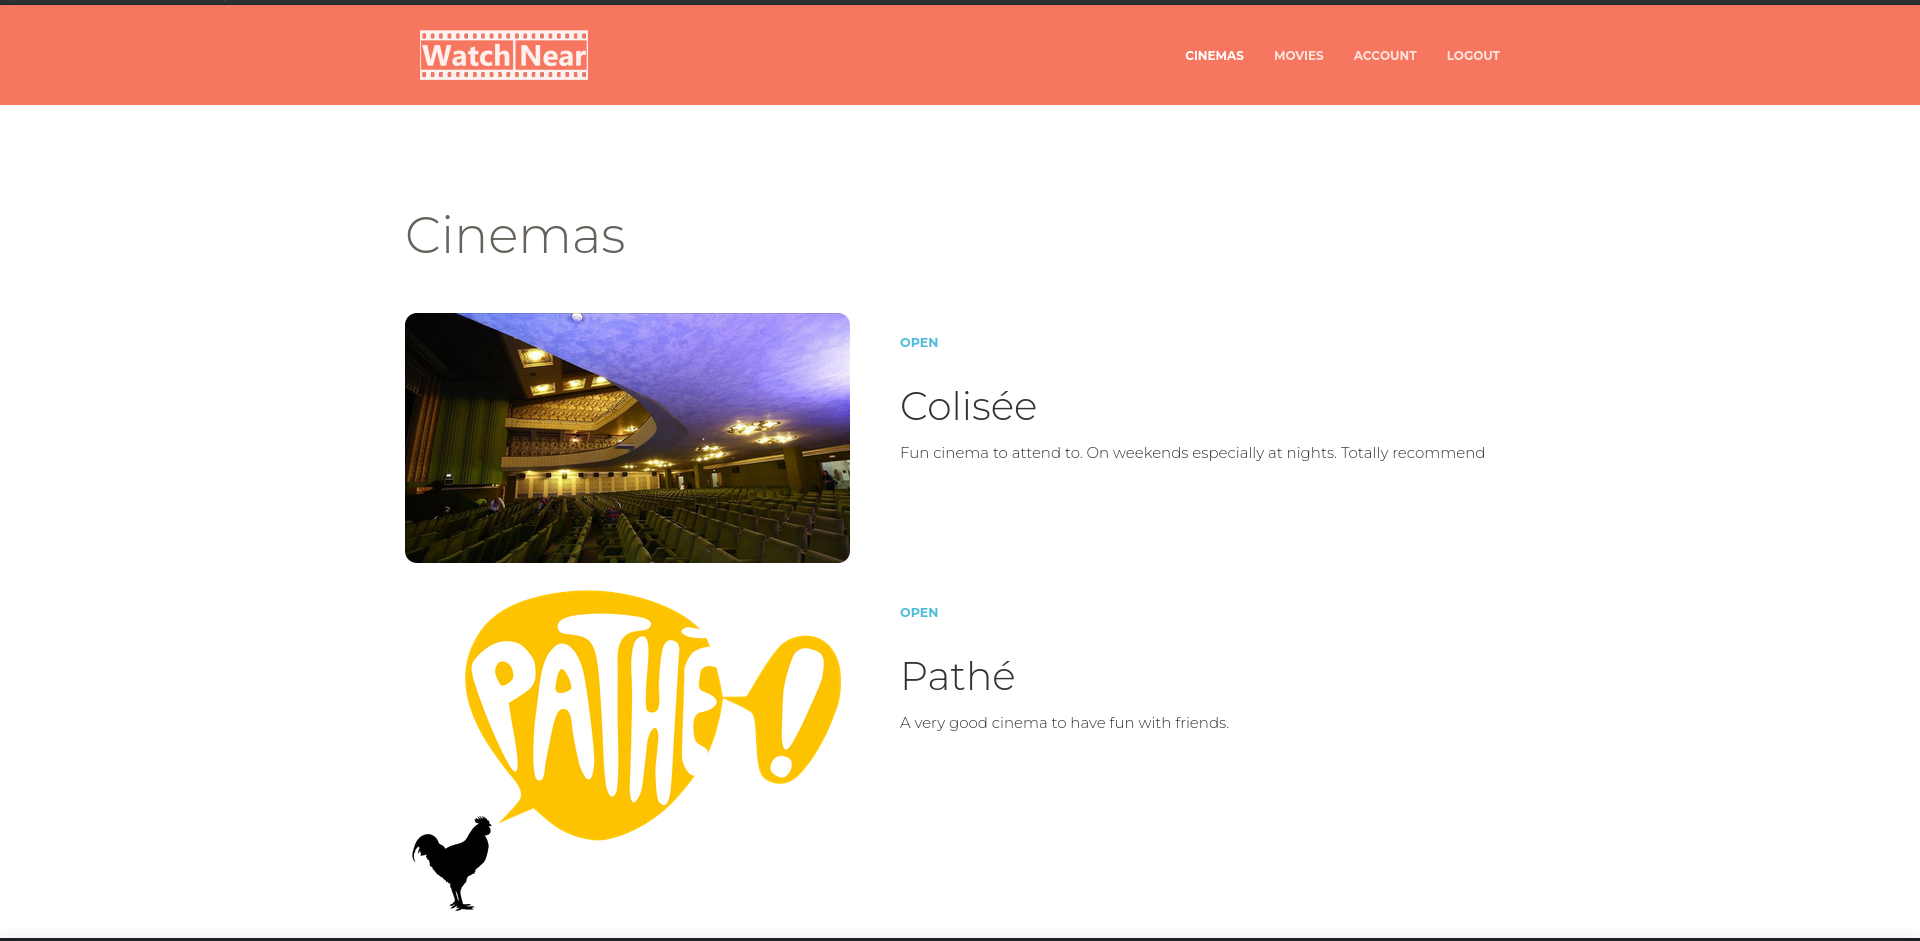 Watch Near
CINEMAS MOVIES ACCOUNT LOGOUT
Cinemas
OPEN
Colisée
Fun cinema to attend to. On weekends especially at nights. Totally recommend
PATHÉ!
OPEN
Pathé
A very good cinema to have fun with friends.